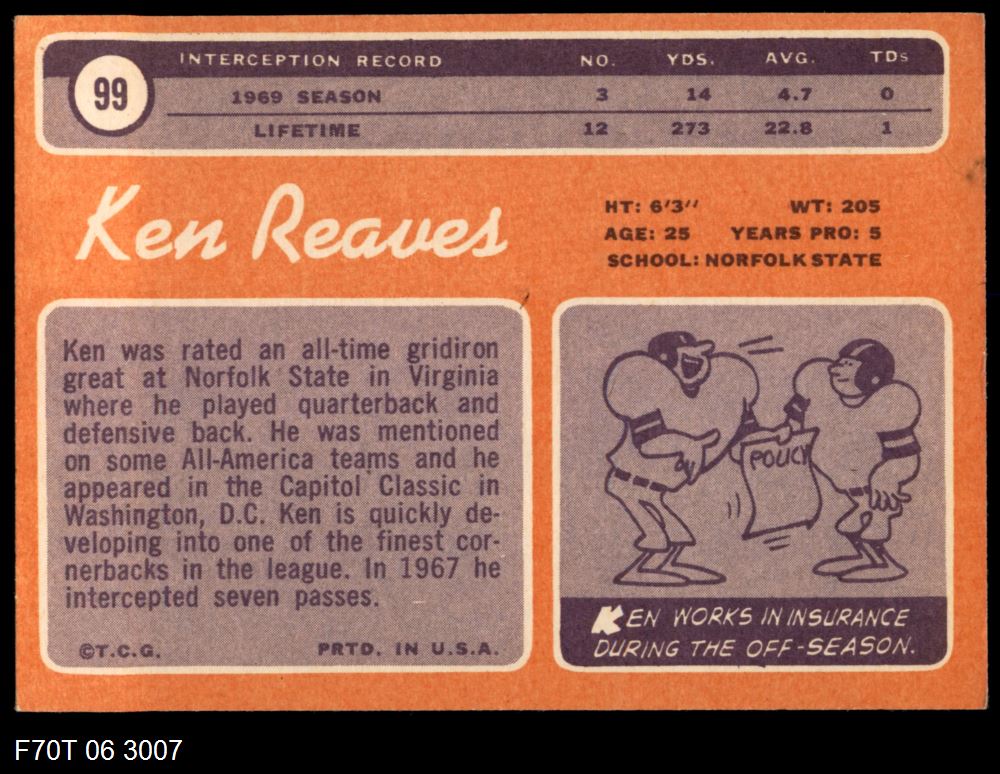 INTERCEPTION RECORD NO. YDS. AVG. TDs
99
1969 SEASON 3 14 4.7 0
LIFETIME 12 273 22.8 1
Ken Reaves
HT: 6'3" WT: 205
AGE: 25 YEARS PRO: 5
SCHOOL: NORFOLK STATE
Ken was rated an all-time gridiron
great at Norfolk State in Virginia
where he played quarterback and
defensive back. He was mentioned
on some All-America teams and he
appeared in the Capitol Classic in
Washington, D.C. Ken is quickly de-
veloping into one of the finest cor-
nerbacks in the league. In 1967 he
intercepted seven passes.
©T.C.G. PRTD. IN U.S.A.
POLICY
KEN WORKS IN INSURANCE
DURING THE OFF-SEASON.
F70T 06 3007